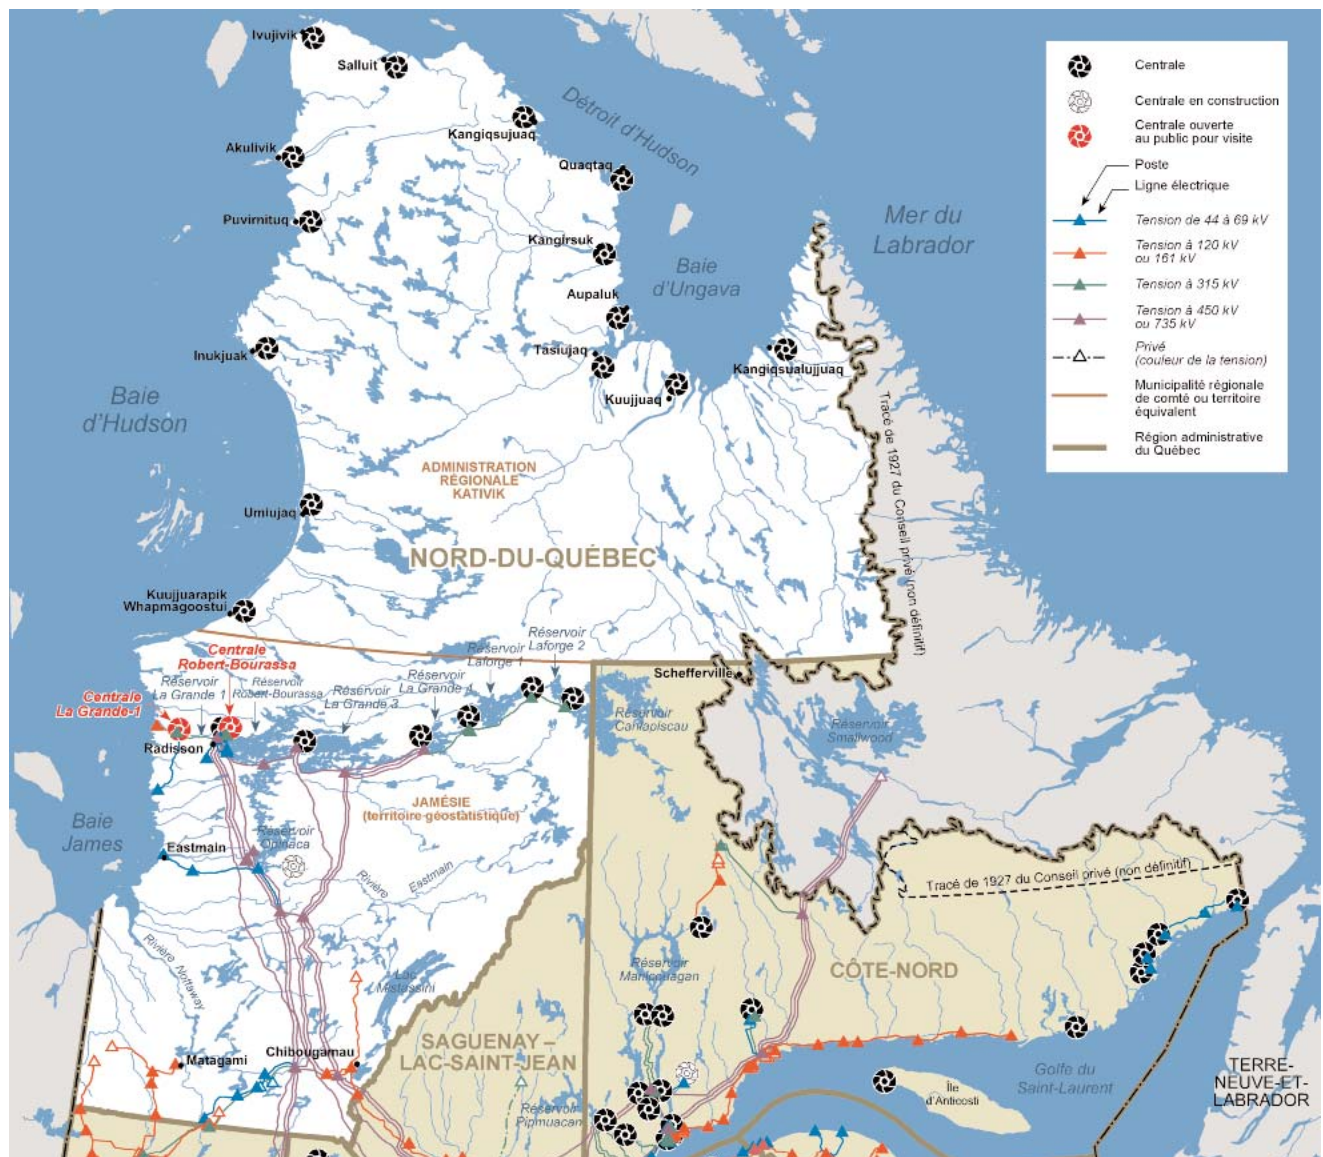 Ivujivik
Salluit
Kangiqsujuaq
Détroit d'Hudson
Akulivik
Quaqtaq
Puvirnituq
Kangirsuk
Baie
d'Ungava
Mer du
Labrador
Aupaluk
Inukjuak
Tasiujaq
Kangiqsualujjuaq
Kuujjuaq
Baie
d'Hudson
Tracé de 1927 du Conseil privé (non définitif)
ADMINISTRATION
RÉGIONALE
KATIVIK
Umiujaq
NORD-DU-QUÉBEC
Kuujjuarapik
Whapmagoostui
Centrale
Robert-Bourassa
Réservoir
Laforge 1
Réservoir
Laforge 2
Schefferville
Centrale
La Grande-1
Réservoir
La Grande 1
Réservoir
Robert-Bourassa
Réservoir
La Grande 3
Réservoir
La Grande 4
Réservoir
Caniapiscau
Réservoir
Smallwood
Radisson
JAMÉSIE
(territoire géostatistique)
Baie
James
Réservoir
Opinaca
Eastmain
Rivière
Eastmain
Tracé de 1927 du Conseil privé (non définitif)
Rivière Nottaway
Lac
Mistassini
Réservoir
Manicouagan
CÔTE-NORD
SAGUENAY –
LAC-SAINT-JEAN
Matagami
Chibougamau
Réservoir
Pipmuacan
Golfe du
Saint-Laurent
Île
d'Anticosti
TERRE-
NEUVE-ET-
LABRADOR
Centrale
Centrale en construction
Centrale ouverte
au public pour visite
Poste
Ligne électrique
Tension de 44 à 69 kV
Tension à 120 kV
ou 161 kV
Tension à 315 kV
Tension à 450 kV
ou 735 kV
Privé
(couleur de la tension)
Municipalité régionale
de comté ou territoire
équivalent
Région administrative
du Québec